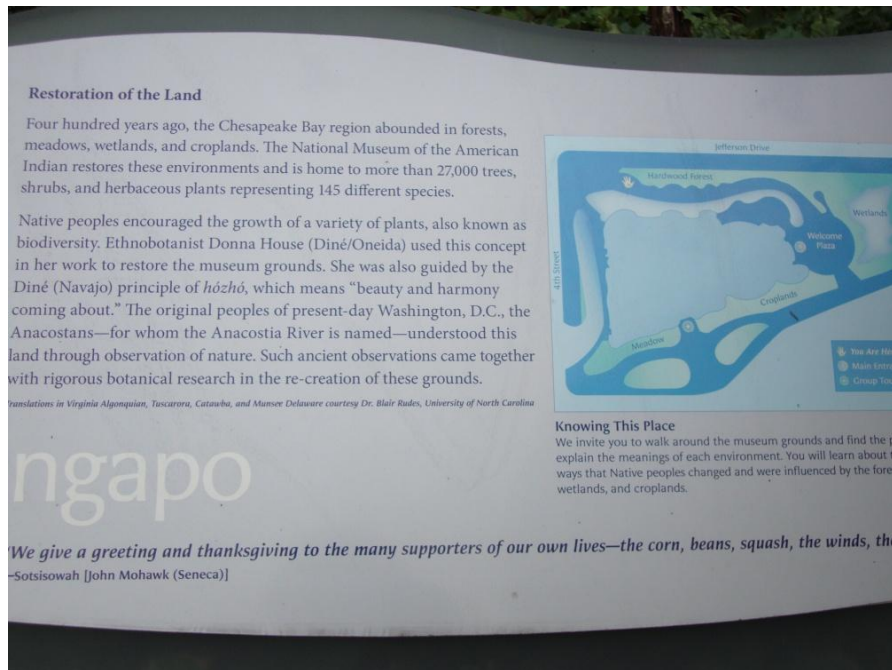 Restoration of the Land
Four hundred years ago, the Chesapeake Bay region abounded in forests,
meadows, wetlands, and croplands. The National Museum of the American
Indian restores these environments and is home to more than 27,000 trees,
shrubs, and herbaceous plants representing 145 different species.
Native peoples encouraged the growth of a variety of plants, also known as
biodiversity. Ethnobotanist Donna House (Diné/Oneida) used this concept
in her work to restore the museum grounds. She was also guided by the
Diné (Navajo) principle of hózhó, which means “beauty and harmony
coming about.” The original peoples of present-day Washington, D.C., the
Anacostans—for whom the Anacostia River is named—understood this
land through observation of nature. Such ancient observations came together
with rigorous botanical research in the re-creation of these grounds.
Translations in Virginia Algonquian, Tuscarora, Catawba, and Munsee Delaware courtesy Dr. Blair Rudes, University of North Carolina
ngapo
Jefferson Drive
Hardwood Forest
Wetlands
Welcome
Plaza
4th Street
Croplands
Meadow
You Are He
Main Entr
Group To
Knowing This Place
We invite you to walk around the museum grounds and find the p
explain the meanings of each environment. You will learn about t
ways that Native peoples changed and were influenced by the fore
wetlands, and croplands.
"We give a greeting and thanksgiving to the many supporters of our own lives—the corn, beans, squash, the winds, the
—Sotsisowah [John Mohawk (Seneca)]